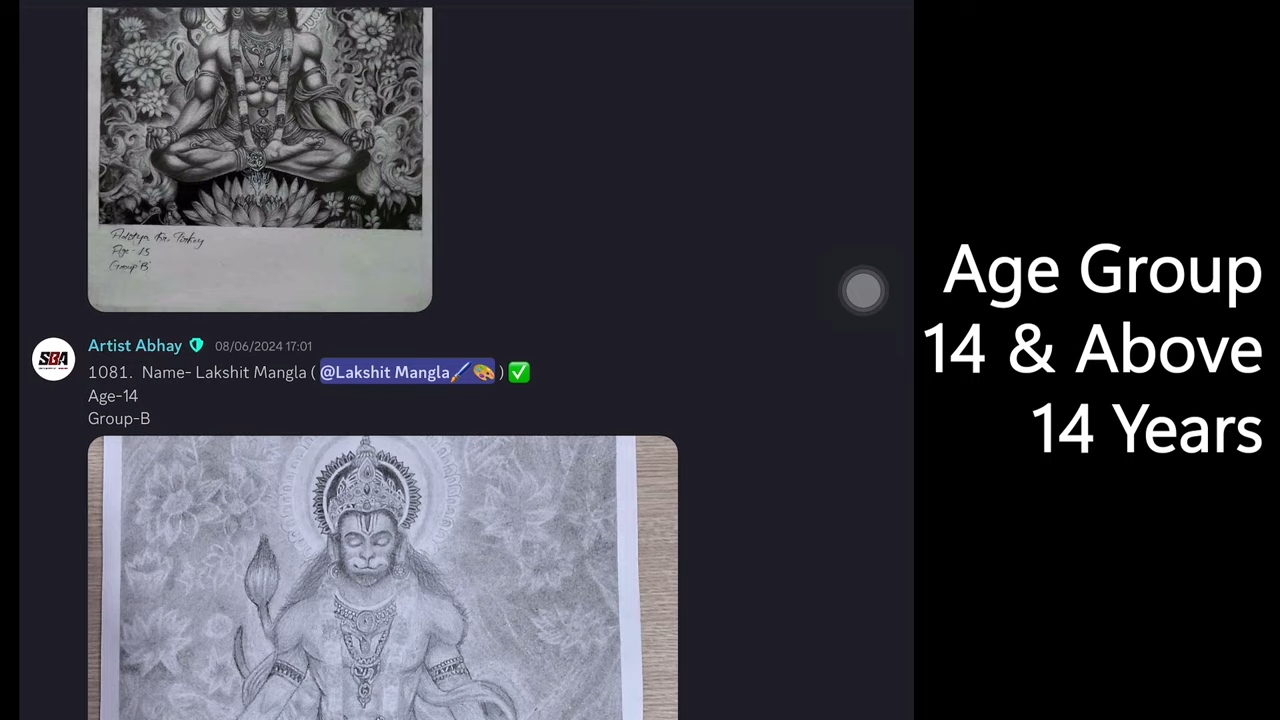 Age - 15
Group 'B'
SBA
Artist Abhay 08/06/2024 17:01
1081. Name- Lakshit Mangla ( @Lakshit Mangla🖌️🎨 ) ✅
Age-14
Group-B
Age Group
14 & Above
14 Years